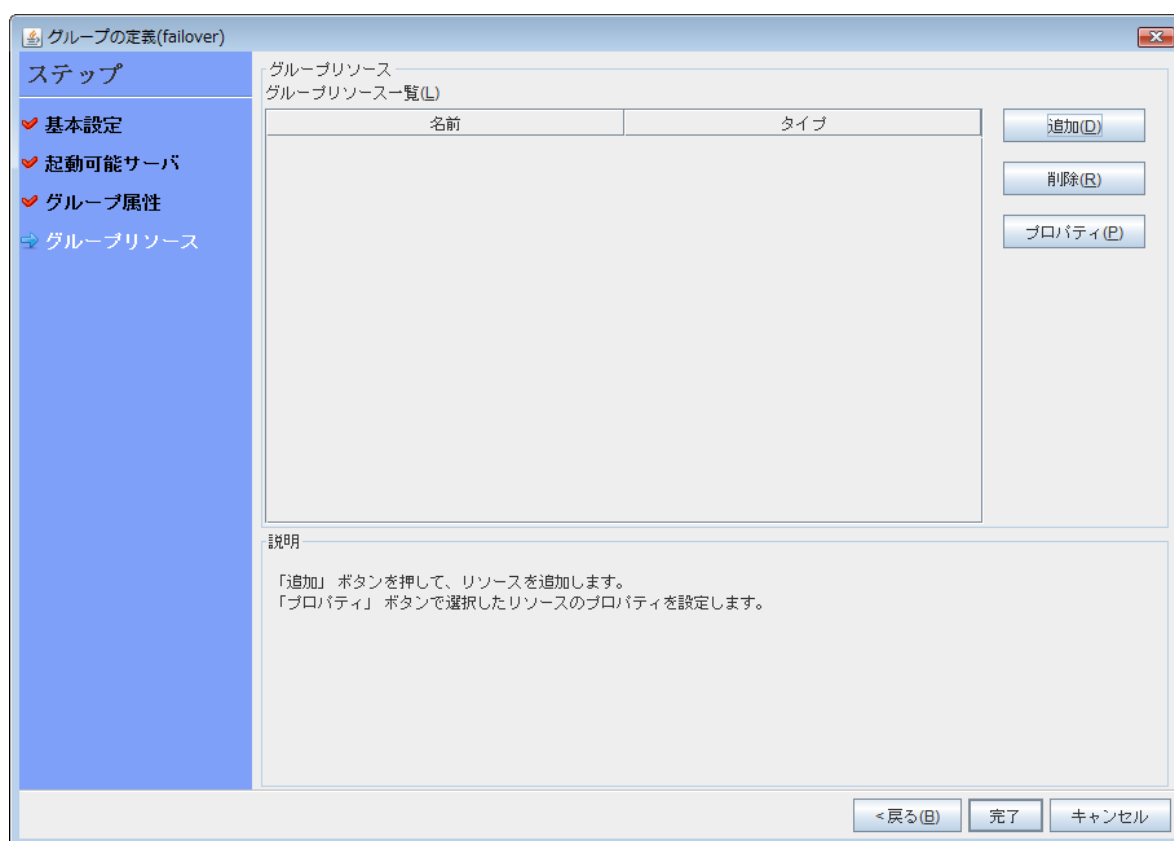 グループの定義(failover)
ステップ
基本設定
起動可能サーバ
グループ属性
グループリソース
グループリソース
グループリソース一覧(L)
名前 タイプ
追加(D)
削除(R)
プロパティ(P)
説明
「追加」 ボタンを押して、リソースを追加します。
「プロパティ」 ボタンで選択したリソースのプロパティを設定します。
<戻る(B) 完了 キャンセル